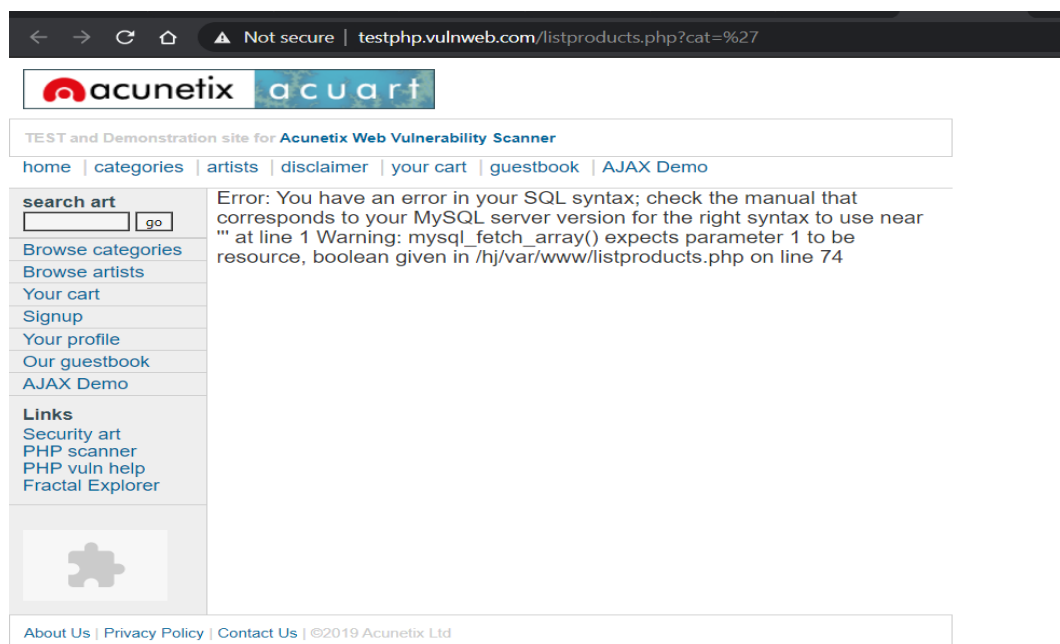 Not secure | testphp.vulnweb.com/listproducts.php?cat=%27
acunetix acuart
TEST and Demonstration site for Acunetix Web Vulnerability Scanner
home | categories | artists | disclaimer | your cart | guestbook | AJAX Demo
search art
go
Browse categories
Browse artists
Your cart
Signup
Your profile
Our guestbook
AJAX Demo
Links
Security art
PHP scanner
PHP vuln help
Fractal Explorer
Error: You have an error in your SQL syntax; check the manual that
corresponds to your MySQL server version for the right syntax to use near
''' at line 1 Warning: mysql_fetch_array() expects parameter 1 to be
resource, boolean given in /hj/var/www/listproducts.php on line 74
About Us | Privacy Policy | Contact Us | ©2019 Acunetix Ltd